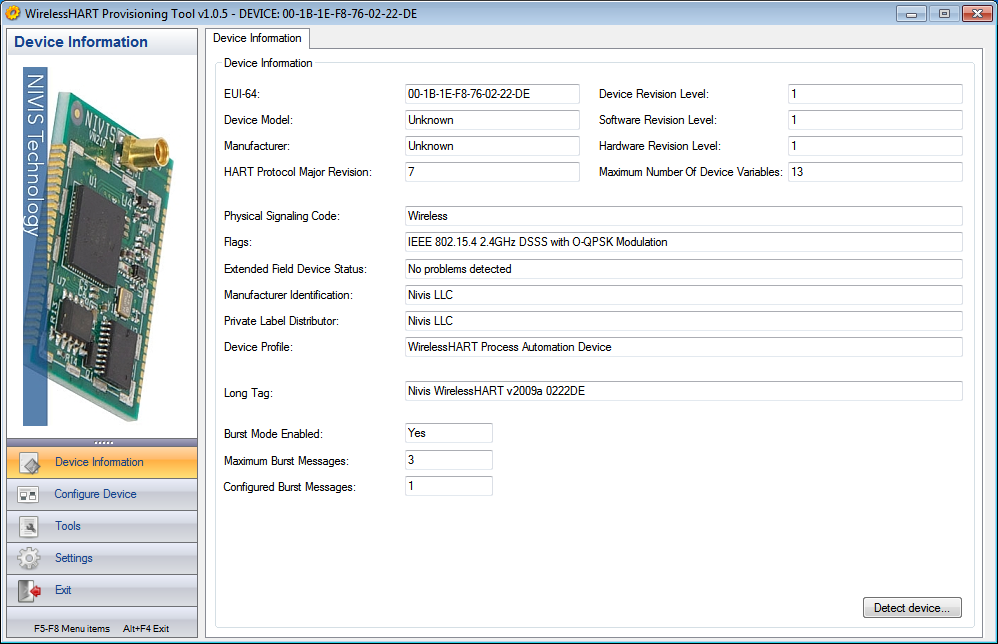 WirelessHART Provisioning Tool v1.0.5 - DEVICE: 00-1B-1E-F8-76-02-22-DE
Device Information
NIVIS Technology
NIVIS
VN210
U1
U4
U7
R14
Device Information
Configure Device
Tools
Settings
Exit
F5-F8 Menu items Alt+F4 Exit
Device Information
Device Information
EUI-64: 00-1B-1E-F8-76-02-22-DE Device Revision Level: 1
Device Model: Unknown Software Revision Level: 1
Manufacturer: Unknown Hardware Revision Level: 1
HART Protocol Major Revision: 7 Maximum Number Of Device Variables: 13
Physical Signaling Code: Wireless
Flags: IEEE 802.15.4 2.4GHz DSSS with O-QPSK Modulation
Extended Field Device Status: No problems detected
Manufacturer Identification: Nivis LLC
Private Label Distributor: Nivis LLC
Device Profile: WirelessHART Process Automation Device
Long Tag: Nivis WirelessHART v2009a 0222DE
Burst Mode Enabled: Yes
Maximum Burst Messages: 3
Configured Burst Messages: 1
Detect device...